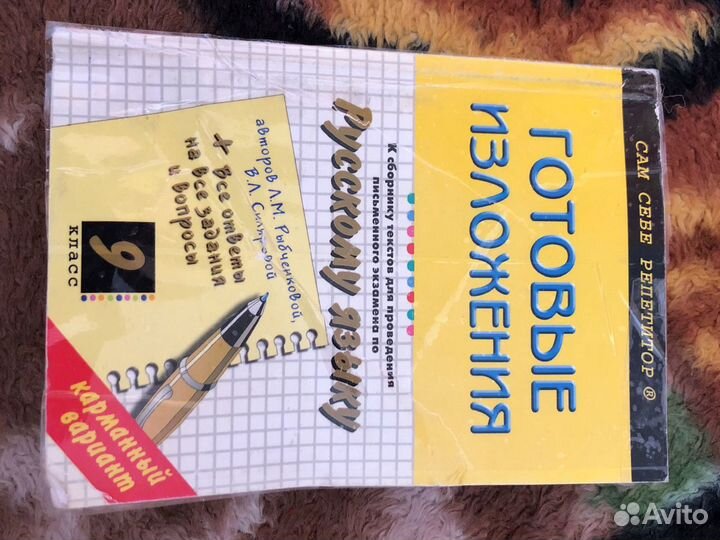 САМ СЕБЕ РЕПЕТИТОР ®
ГОТОВЫЕ
ИЗЛОЖЕНИЯ
К сборнику текстов для проведения
письменного экзамена по
РУССКОМУ ЯЗЫКУ
авторов Л.М. Рыбченковой,
В.Л. Скляровой
+ Все ответы
на все задания
и вопросы
9
класс
карманный
вариант
Avito